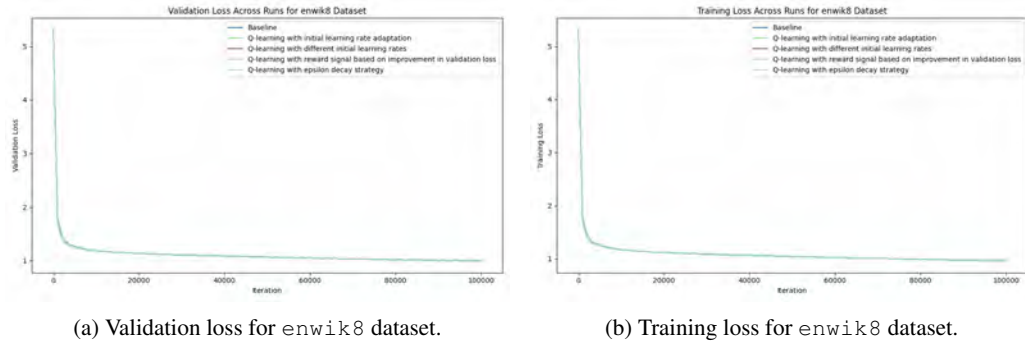 Validation Loss Across Runs for enwik8 Dataset
Baseline
Q-learning with initial learning rate adaptation
Q-learning with different initial learning rates
Q-learning with reward signal based on improvement in validation loss
Q-learning with epsilon decay strategy
Validation Loss
5
4
3
2
1
0
20000
40000
60000
80000
100000
Iteration
Training Loss Across Runs for enwik8 Dataset
Baseline
Q-learning with initial learning rate adaptation
Q-learning with different initial learning rates
Q-learning with reward signal based on improvement in validation loss
Q-learning with epsilon decay strategy
Training Loss
5
4
3
2
1
0
20000
40000
60000
80000
100000
Iteration
(a) Validation loss for enwik8 dataset.
(b) Training loss for enwik8 dataset.